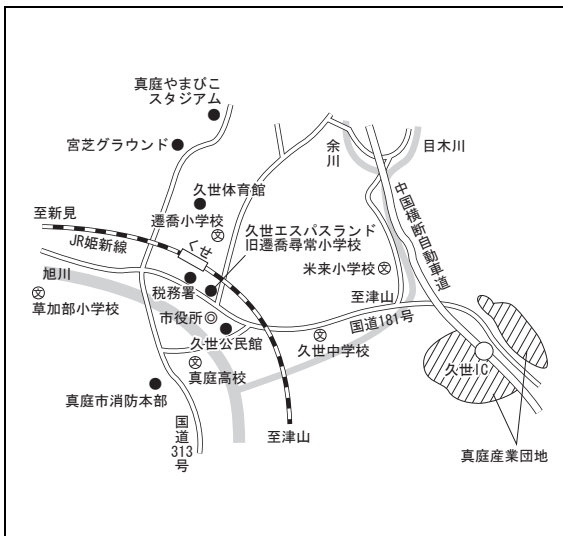 真庭やまびこ
スタジアム
宮芝グラウンド
余川
目木川
中国横断自動車道
久世体育館
遷喬小学校
至新見
JR姫新線
くせ
久世エスパスランド
旧遷喬尋常小学校
米来小学校
旭川
税務署
至津山
草加部小学校
市役所
国道181号
久世公民館
久世中学校
真庭高校
久世IC
真庭市消防本部
国道
313
号
至津山
真庭産業団地